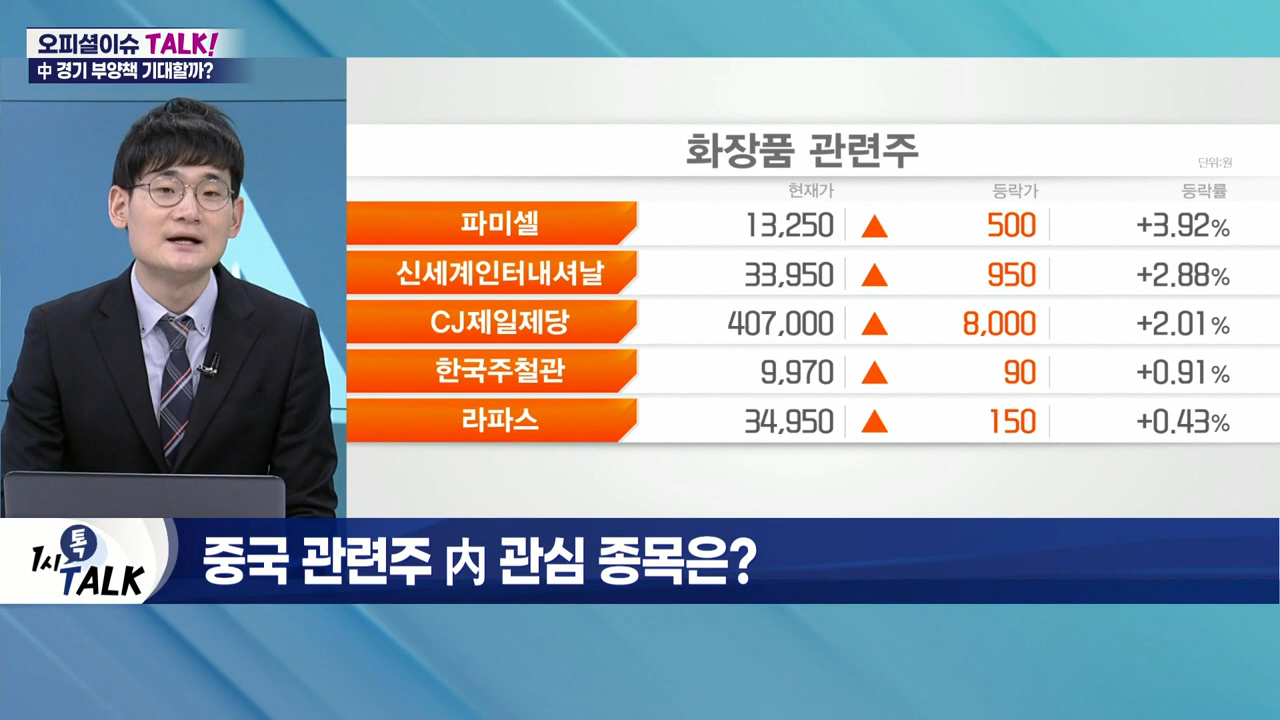 오피셜이슈 TALK!
中 경기 부양책 기대할까?
화장품 관련주
단위:원
현재가 등락가 등락률
파미셀 13,250 ▲ 500 +3.92%
신세계인터내셔날 33,950 ▲ 950 +2.88%
CJ제일제당 407,000 ▲ 8,000 +2.01%
한국주철관 9,970 ▲ 90 +0.91%
라파스 34,950 ▲ 150 +0.43%
1시톡 TALK
중국 관련주 內 관심 종목은?